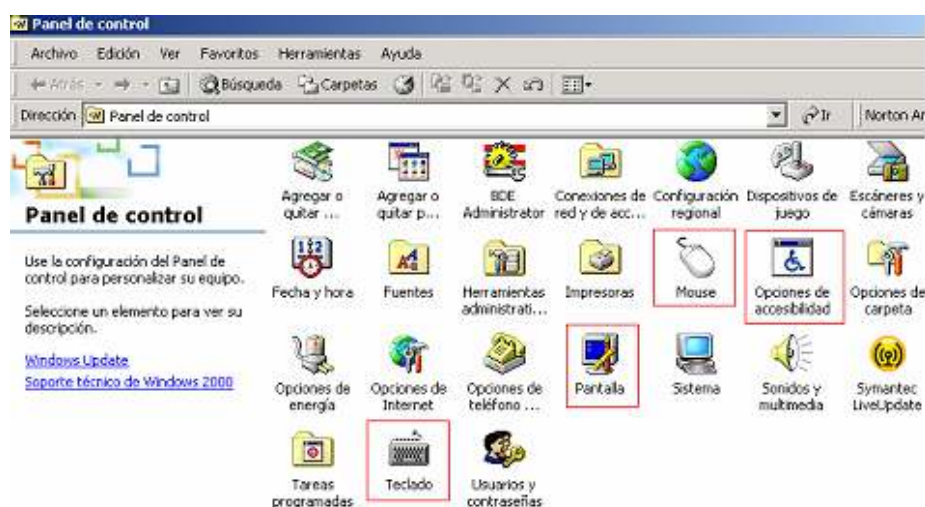 Panel de control
Archivo Edición Ver Favoritos Herramientas Ayuda
Atrás Búsqueda Carpetas
Dirección Panel de control Ir Norton An
Panel de control
Use la configuración del Panel de
control para personalizar su equipo.
Seleccione un elemento para ver su
descripción.
Windows Update
Soporte técnico de Windows 2000
Agregar o
quitar ...
Agregar o
quitar p...
BDE
Administrator
Conexiones de
red y de acc...
Configuración
regional
Dispositivos de
juego
Escáneres y
cámaras
Fecha y hora
Fuentes
Herramientas
administrati...
Impresoras
Mouse
Opciones de
accesibilidad
Opciones de
carpeta
Opciones de
energía
Opciones de
Internet
Opciones de
teléfono ...
Pantalla
Sistema
Sonidos y
multimedia
Symantec
LiveUpdate
Tareas
programadas
Teclado
Usuarios y
contraseñas